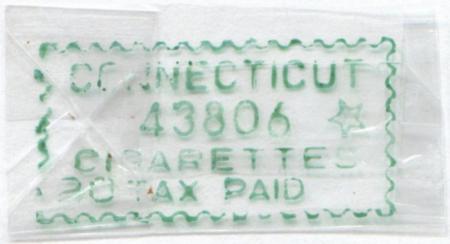 CONNECTICUT
43806
CIGARETTES
20 TAX PAID